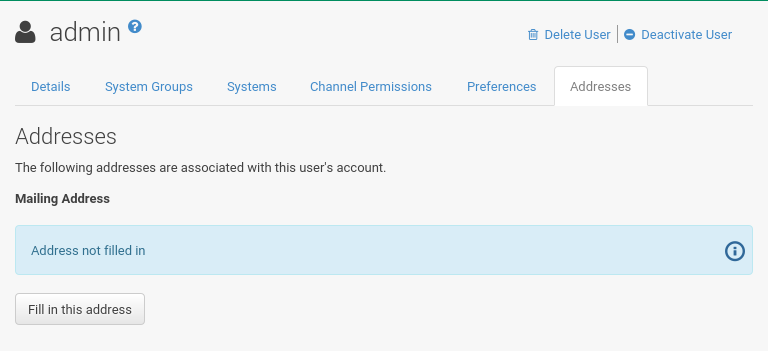 admin
Delete User
Deactivate User
Details
System Groups
Systems
Channel Permissions
Preferences
Addresses
Addresses
The following addresses are associated with this user's account.
Mailing Address
Address not filled in
Fill in this address